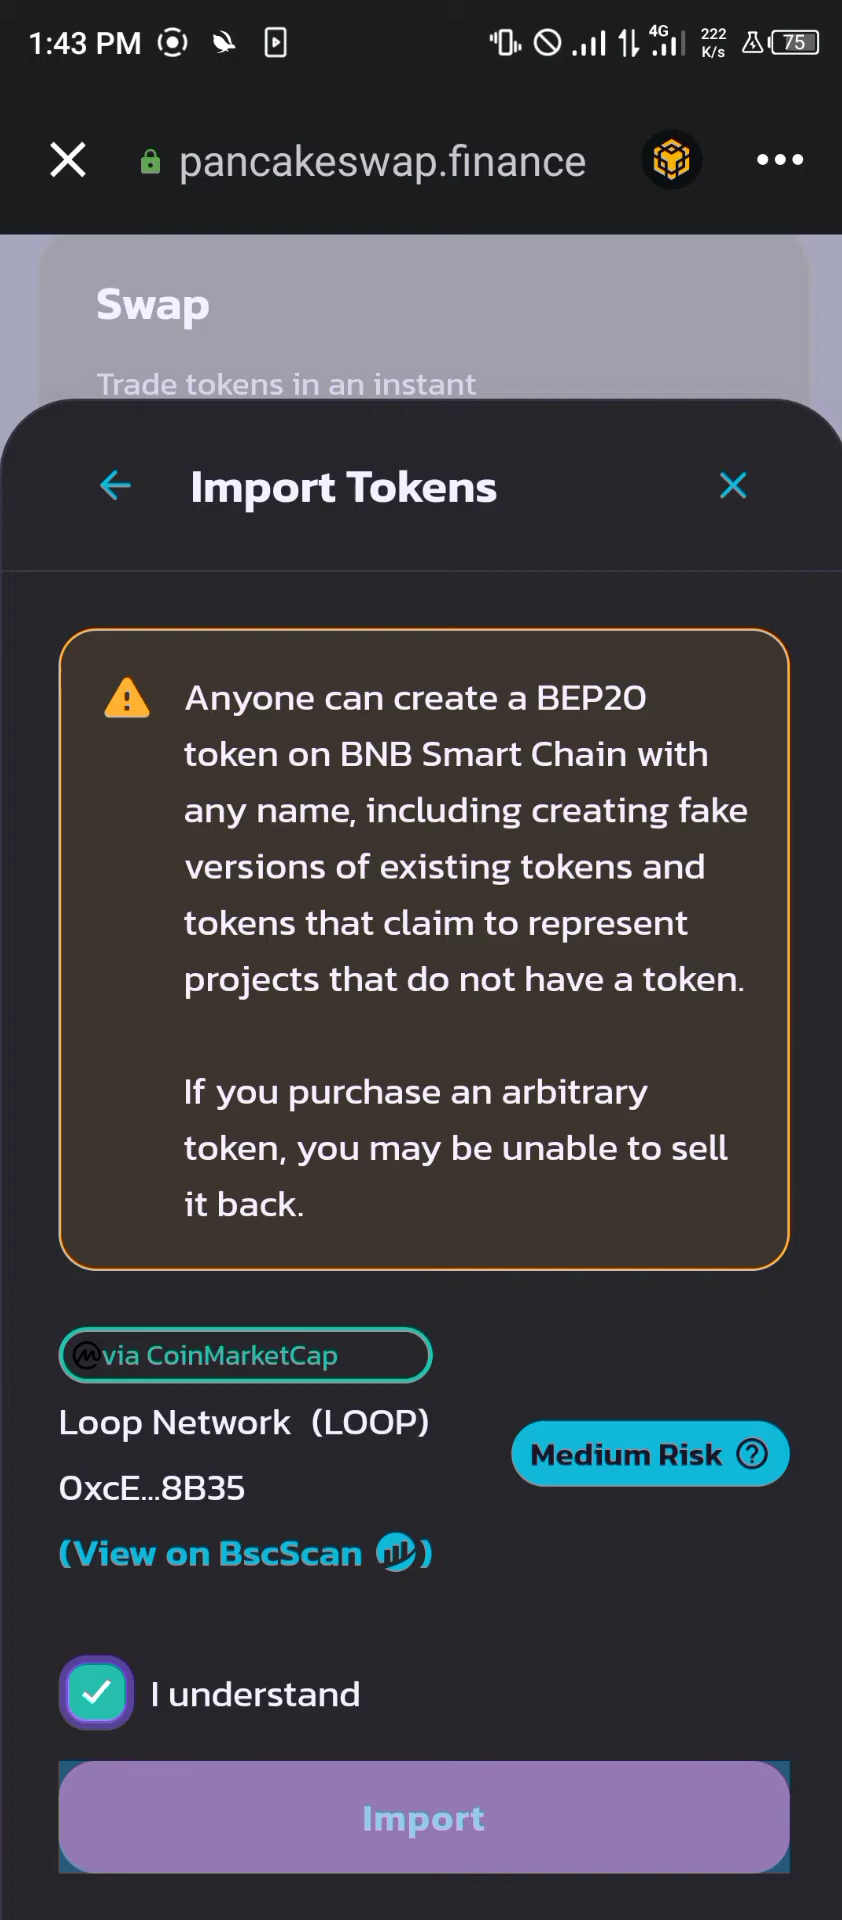 1:43 PM
4G
222
K/s
75
pancakeswap.finance
Swap
Trade tokens in an instant
Import Tokens
Anyone can create a BEP20
token on BNB Smart Chain with
any name, including creating fake
versions of existing tokens and
tokens that claim to represent
projects that do not have a token.
If you purchase an arbitrary
token, you may be unable to sell
it back.
via CoinMarketCap
Loop Network (LOOP)
0xcE...8B35
Medium Risk
(View on BscScan )
I understand
Import